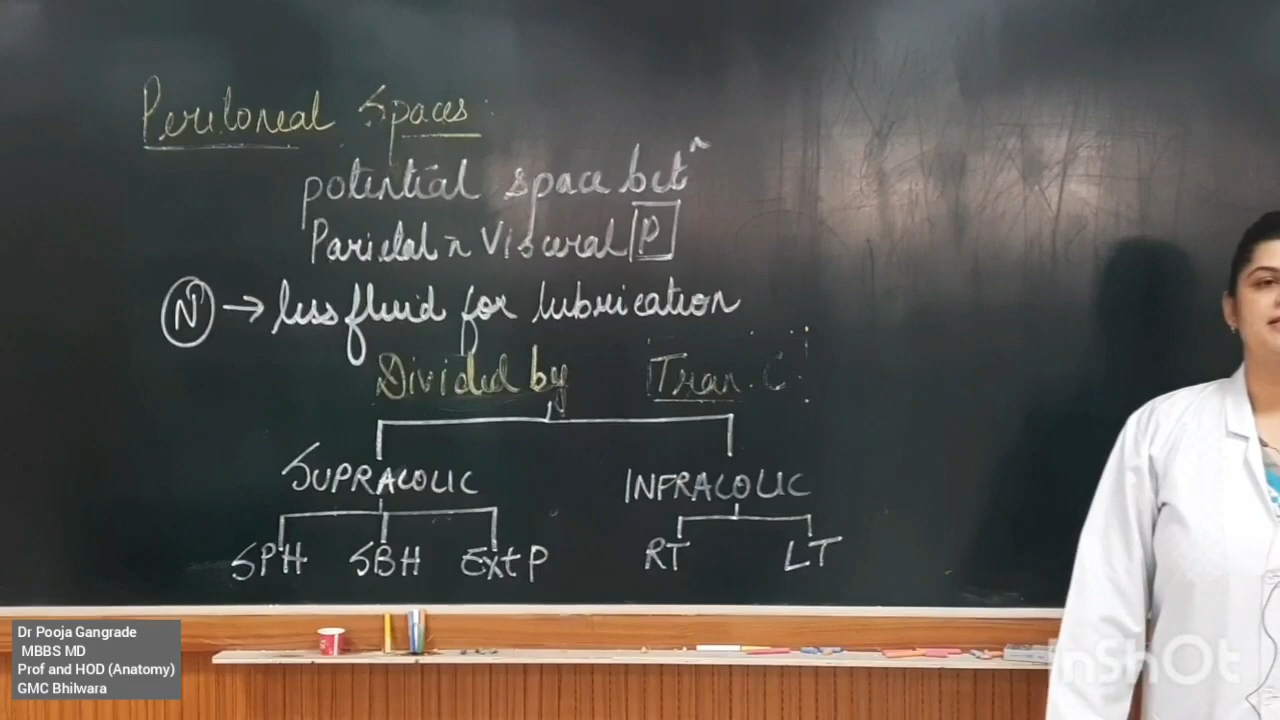 Peritoneal Spaces:
potential space betⁿ
Parietal n̄ Visceral P
N → less fluid for lubrication
Divided by Tran. C
SUPRACOLIC INFRACOLIC
SPH SBH Ext P RT LT
Dr Pooja Gangrade
MBBS MD
Prof and HOD (Anatomy)
GMC Bhilwara
InShOt